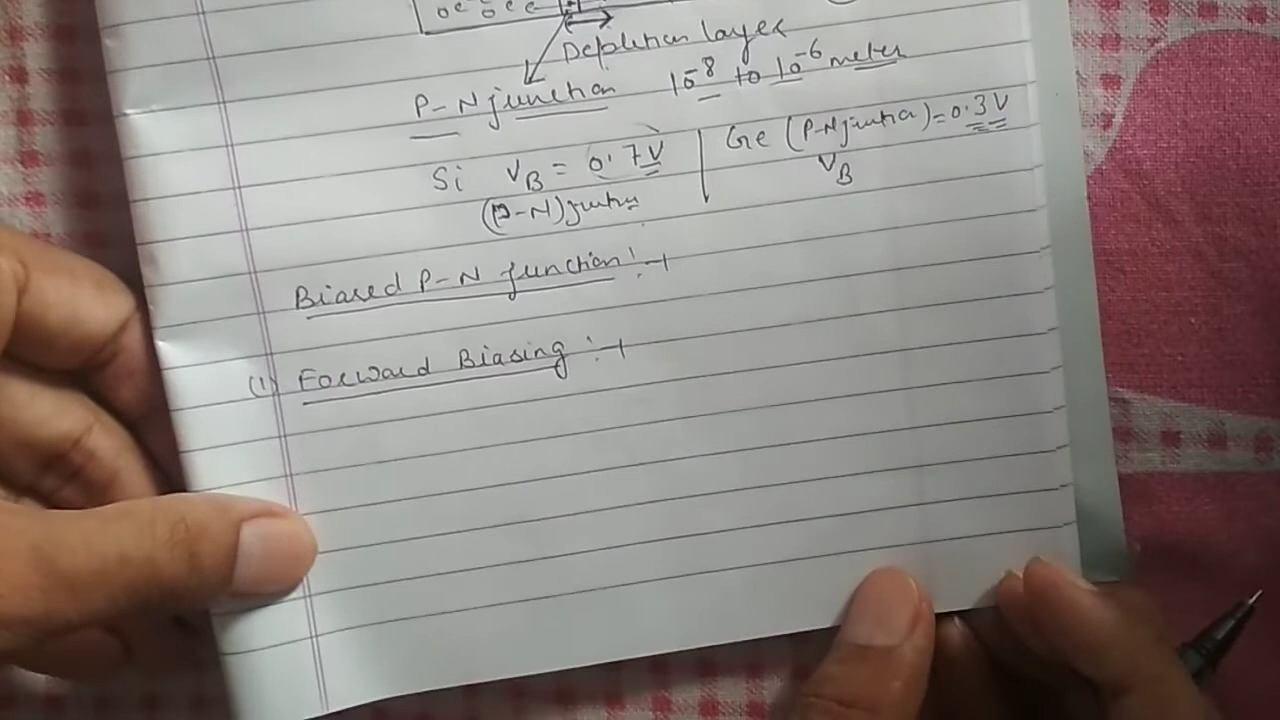 Depletion layer
P-N junction 10⁻⁸ to 10⁻⁶ meter
Si V_B = 0.7V | Ge (P-N junction) = 0.3V
(P-N) junction V_B
Biased P-N junction :-
(1) Forward Biasing :-